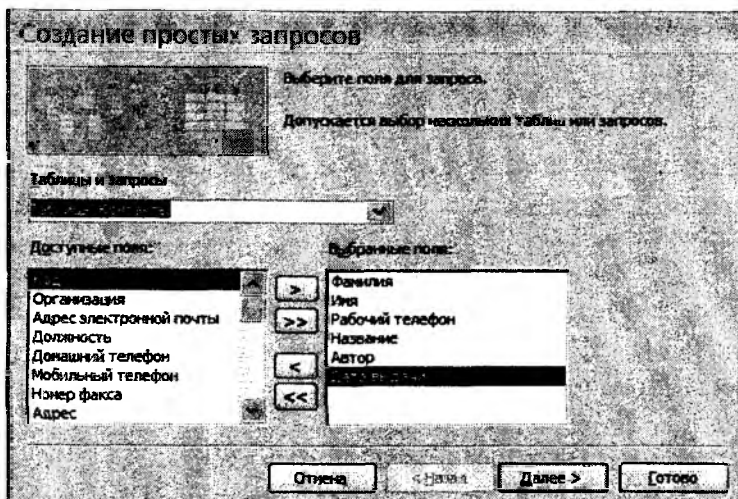 Создание простых запросов
Выберите поля для запроса.
Допускается выбор нескольких таблиц или запросов.
Таблицы и запросы
Доступные поля:
Выбранные поля:
Организация
Адрес электронной почты
Должность
Домашний телефон
Мобильный телефон
Номер факса
Адрес
>
>>
<
<<
Фамилия
Имя
Рабочий телефон
Название
Автор
Отмена
< Назад
Далее >
Готово